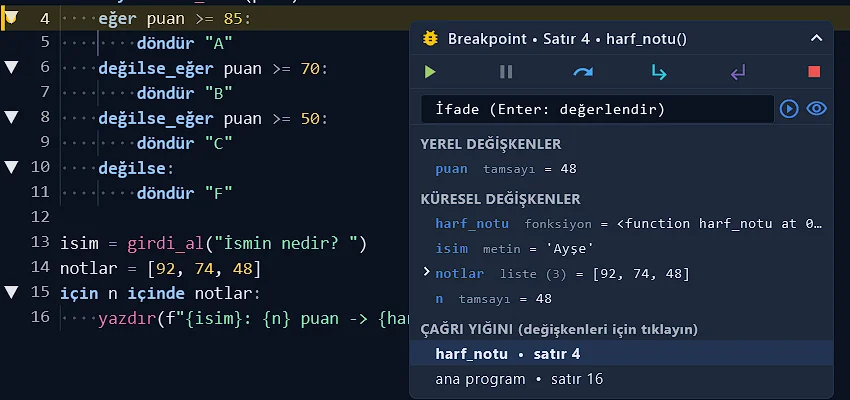 (
4 eğer puan >= 85:
5 döndür "A"
6 değilse_eğer puan >= 70:
7 döndür "B"
8 değilse_eğer puan >= 50:
9 döndür "C"
10 değilse:
11 döndür "F"
12
13 isim = girdi_al("İsmin nedir? ")
14 notlar = [92, 74, 48]
15 için n içinde notlar:
16 yazdır(f"{isim}: {n} puan -> {har
Breakpoint • Satır 4 • harf_notu()
İfade (Enter: değerlendir)
YEREL DEĞİŞKENLER
puan tamsayı = 48
KÜRESEL DEĞİŞKENLER
harf_notu fonksiyon = <function harf_notu at 0…
isim metin = 'Ayşe'
notlar liste (3) = [92, 74, 48]
n tamsayı = 48
ÇAĞRI YIĞINI (değişkenleri için tıklayın)
harf_notu • satır 4
ana program • satır 16